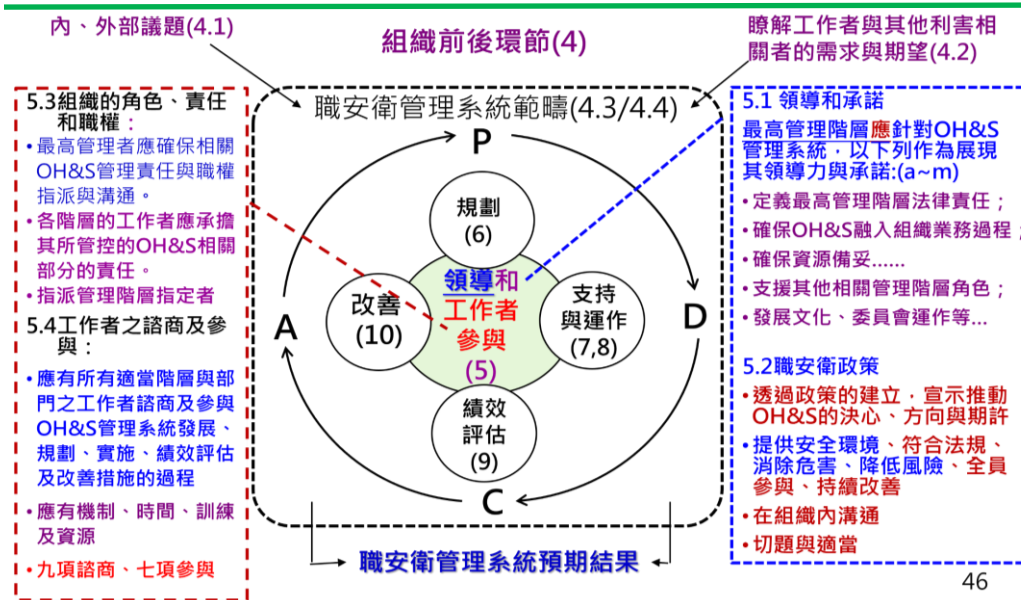 內、外部議題(4.1)
組織前後環節(4)
瞭解工作者與其他利害相
關者的需求與期望(4.2)
5.3組織的角色、責任
和職權：
•最高管理者應確保相關
OH&S管理責任與職權
指派與溝通。
•各階層的工作者應承擔
其所管控的OH&S相關
部分的責任。
•指派管理階層指定者
5.4工作者之諮商及參
與：
•應有所有適當階層與部
門之工作者諮商及參與
OH&S管理系統發展、
規劃、實施、績效評估
及改善措施的過程
•應有機制、時間、訓練
及資源
•九項諮商、七項參與
職安衛管理系統範疇(4.3/4.4)
P
規劃
(6)
領導和
工作者
參與
(5)
改善
(10)
A
支持
與運作
(7,8)
D
績效
評估
(9)
C
職安衛管理系統預期結果
5.1 領導和承諾
最高管理階層應針對OH&S
管理系統，以下列作為展現
其領導力與承諾:(a~m)
•定義最高管理階層法律責任；
•確保OH&S融入組織業務過程；
•確保資源備妥......
•支援其他相關管理階層角色；
•發展文化、委員會運作等...
5.2職安衛政策
•透過政策的建立，宣示推動
OH&S的決心、方向與期許
•提供安全環境、符合法規、
消除危害、降低風險、全員
參與、持續改善
•在組織內溝通
•切題與適當
46